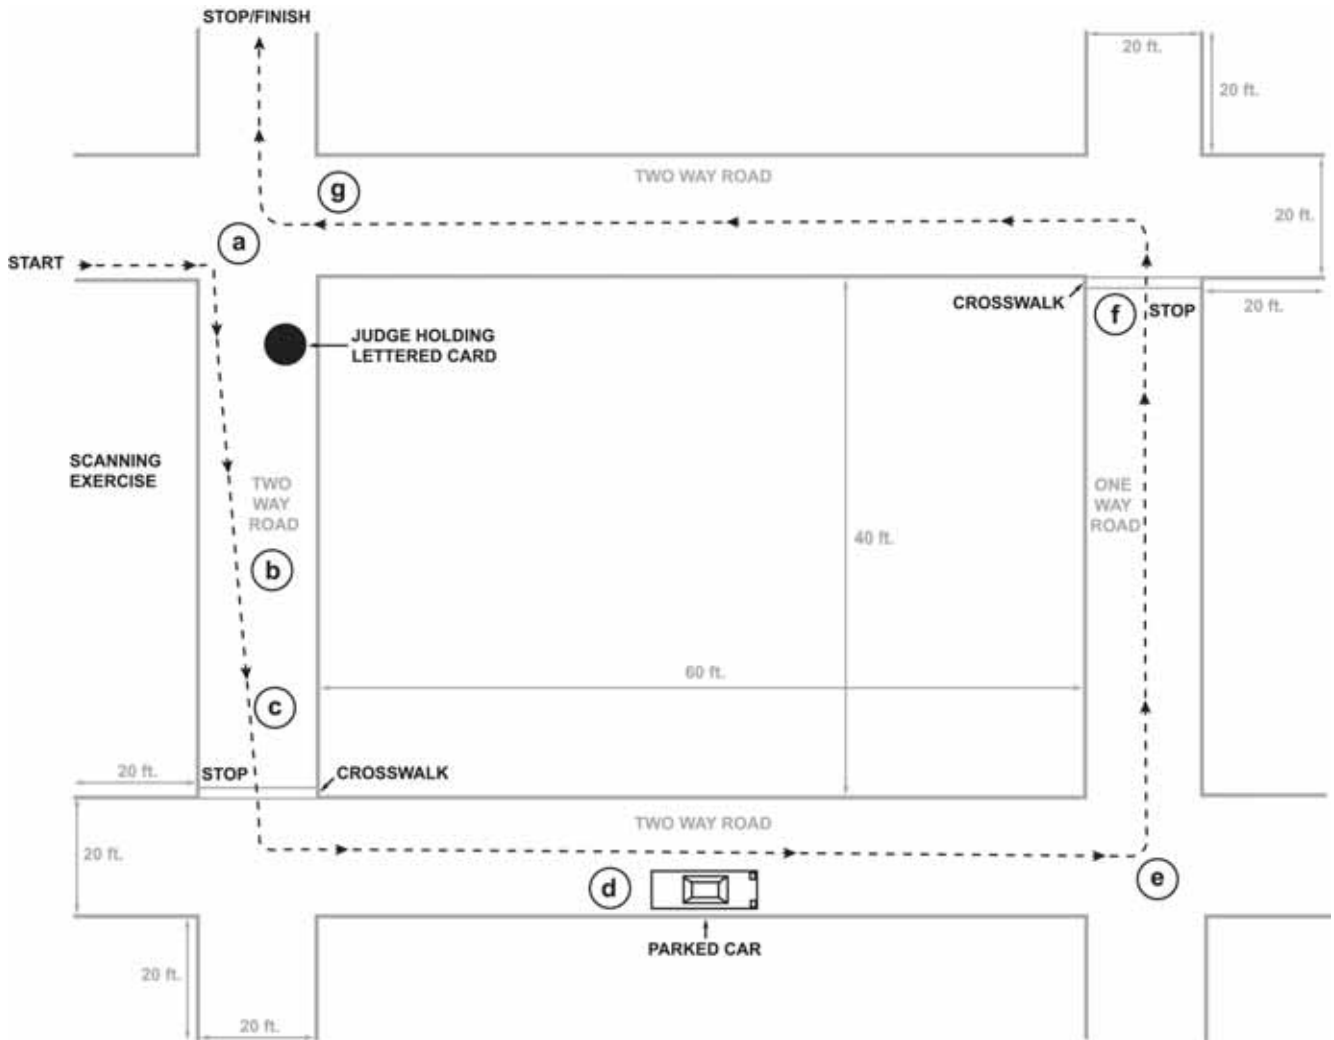 STOP/FINISH
20 ft.
20 ft.
TWO WAY ROAD
g
20 ft.
a
START
CROSSWALK
f
STOP
20 ft.
JUDGE HOLDING
LETTERED CARD
SCANNING
EXERCISE
TWO
WAY
ROAD
ONE
WAY
ROAD
40 ft.
b
60 ft.
c
20 ft.
STOP
CROSSWALK
TWO WAY ROAD
20 ft.
d
e
PARKED CAR
20 ft.
20 ft.